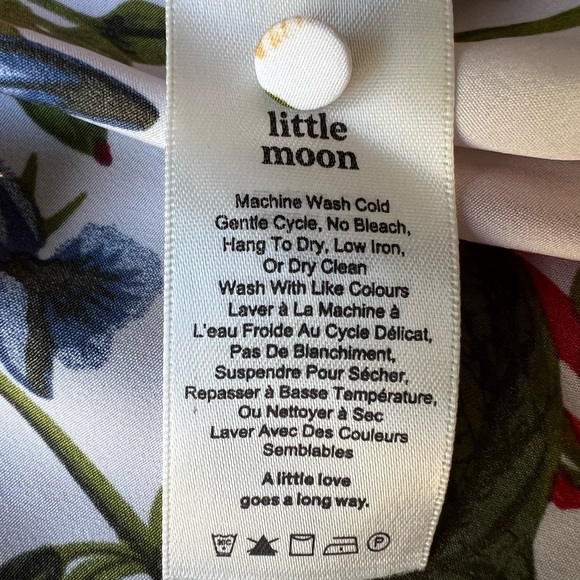 little
moon
Machine Wash Cold
Gentle Cycle, No Bleach,
Hang To Dry, Low Iron,
Or Dry Clean
Wash With Like Colours
Laver à La Machine à
L'eau Froide Au Cycle Délicat,
Pas De Blanchiment,
Suspendre Pour Sécher,
Repasser à Basse Température,
Ou Nettoyer à Sec
Laver Avec Des Couleurs
Semblables
A little love
goes a long way.
P